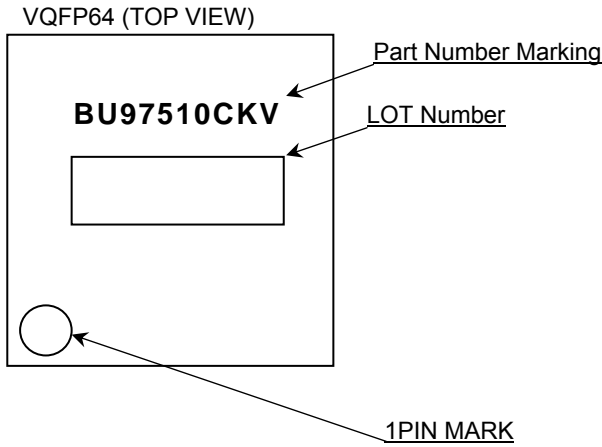 VQFP64 (TOP VIEW)
Part Number Marking
BU97510CKV
LOT Number
1PIN MARK